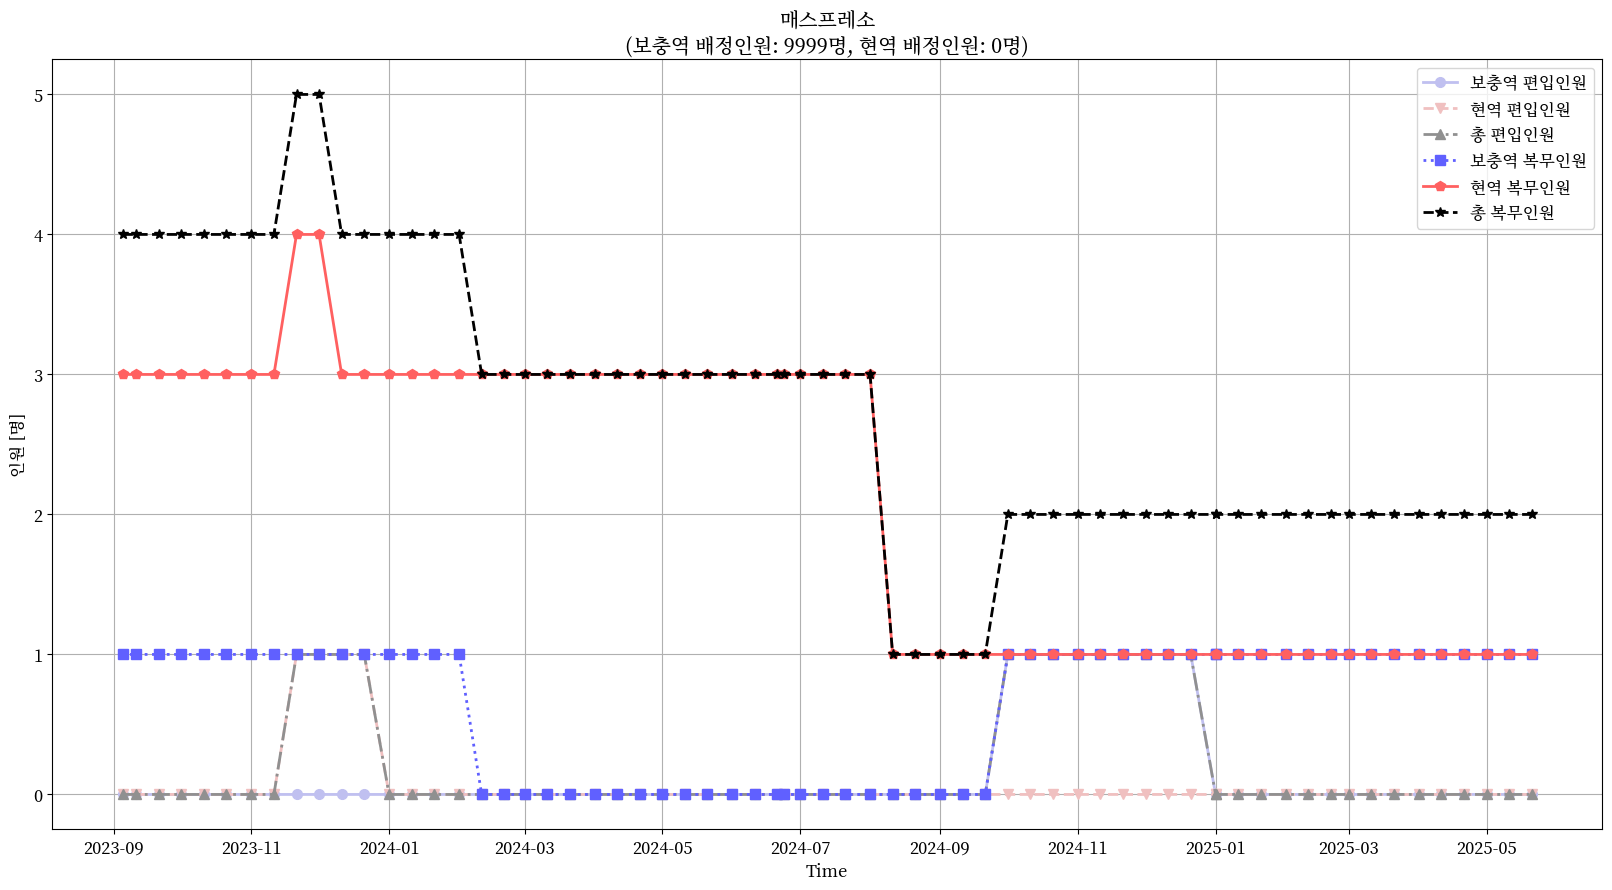 매스프레소
(보충역 배정인원: 9999명, 현역 배정인원: 0명)
보충역 편입인원
현역 편입인원
총 편입인원
보충역 복무인원
현역 복무인원
총 복무인원
인원 [명]
5
4
3
2
1
0
2023-09
2023-11
2024-01
2024-03
2024-05
2024-07
2024-09
2024-11
2025-01
2025-03
2025-05
Time